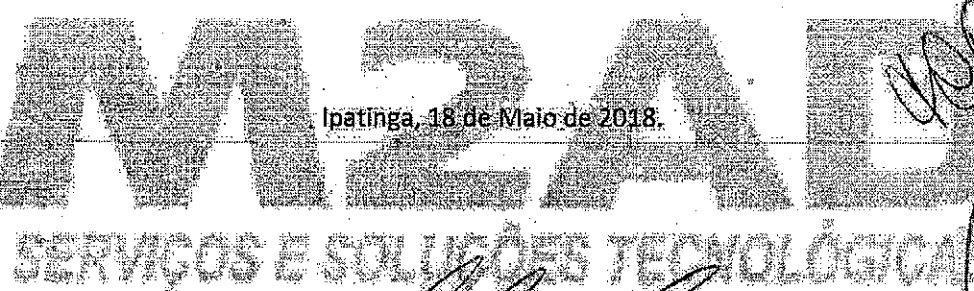 M2AD
Ipatinga, 18 de Maio de 2018.
SERVIÇOS E SOLUÇÕES TECNOLÓGICA